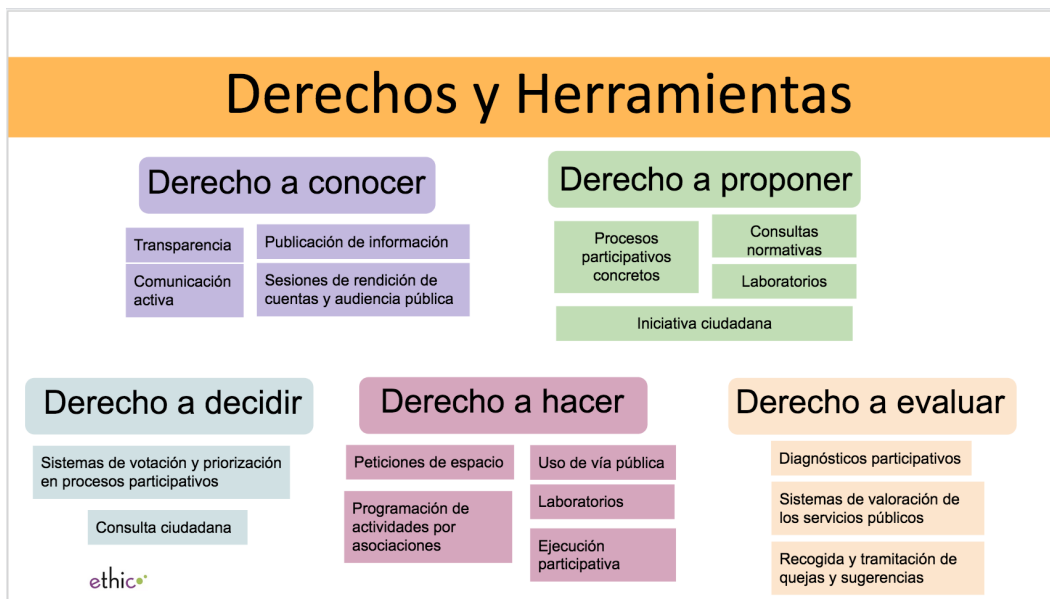 Derechos y Herramientas
Derecho a conocer
Transparencia
Publicación de información
Comunicación
activa
Sesiones de rendición de
cuentas y audiencia pública
Derecho a proponer
Procesos
participativos
concretos
Consultas
normativas
Laboratorios
Iniciativa ciudadana
Derecho a decidir
Sistemas de votación y priorización
en procesos participativos
Consulta ciudadana
Derecho a hacer
Peticiones de espacio
Uso de vía pública
Programación de
actividades por
asociaciones
Laboratorios
Ejecución
participativa
Derecho a evaluar
Diagnósticos participativos
Sistemas de valoración de
los servicios públicos
Recogida y tramitación de
quejas y sugerencias
ethic